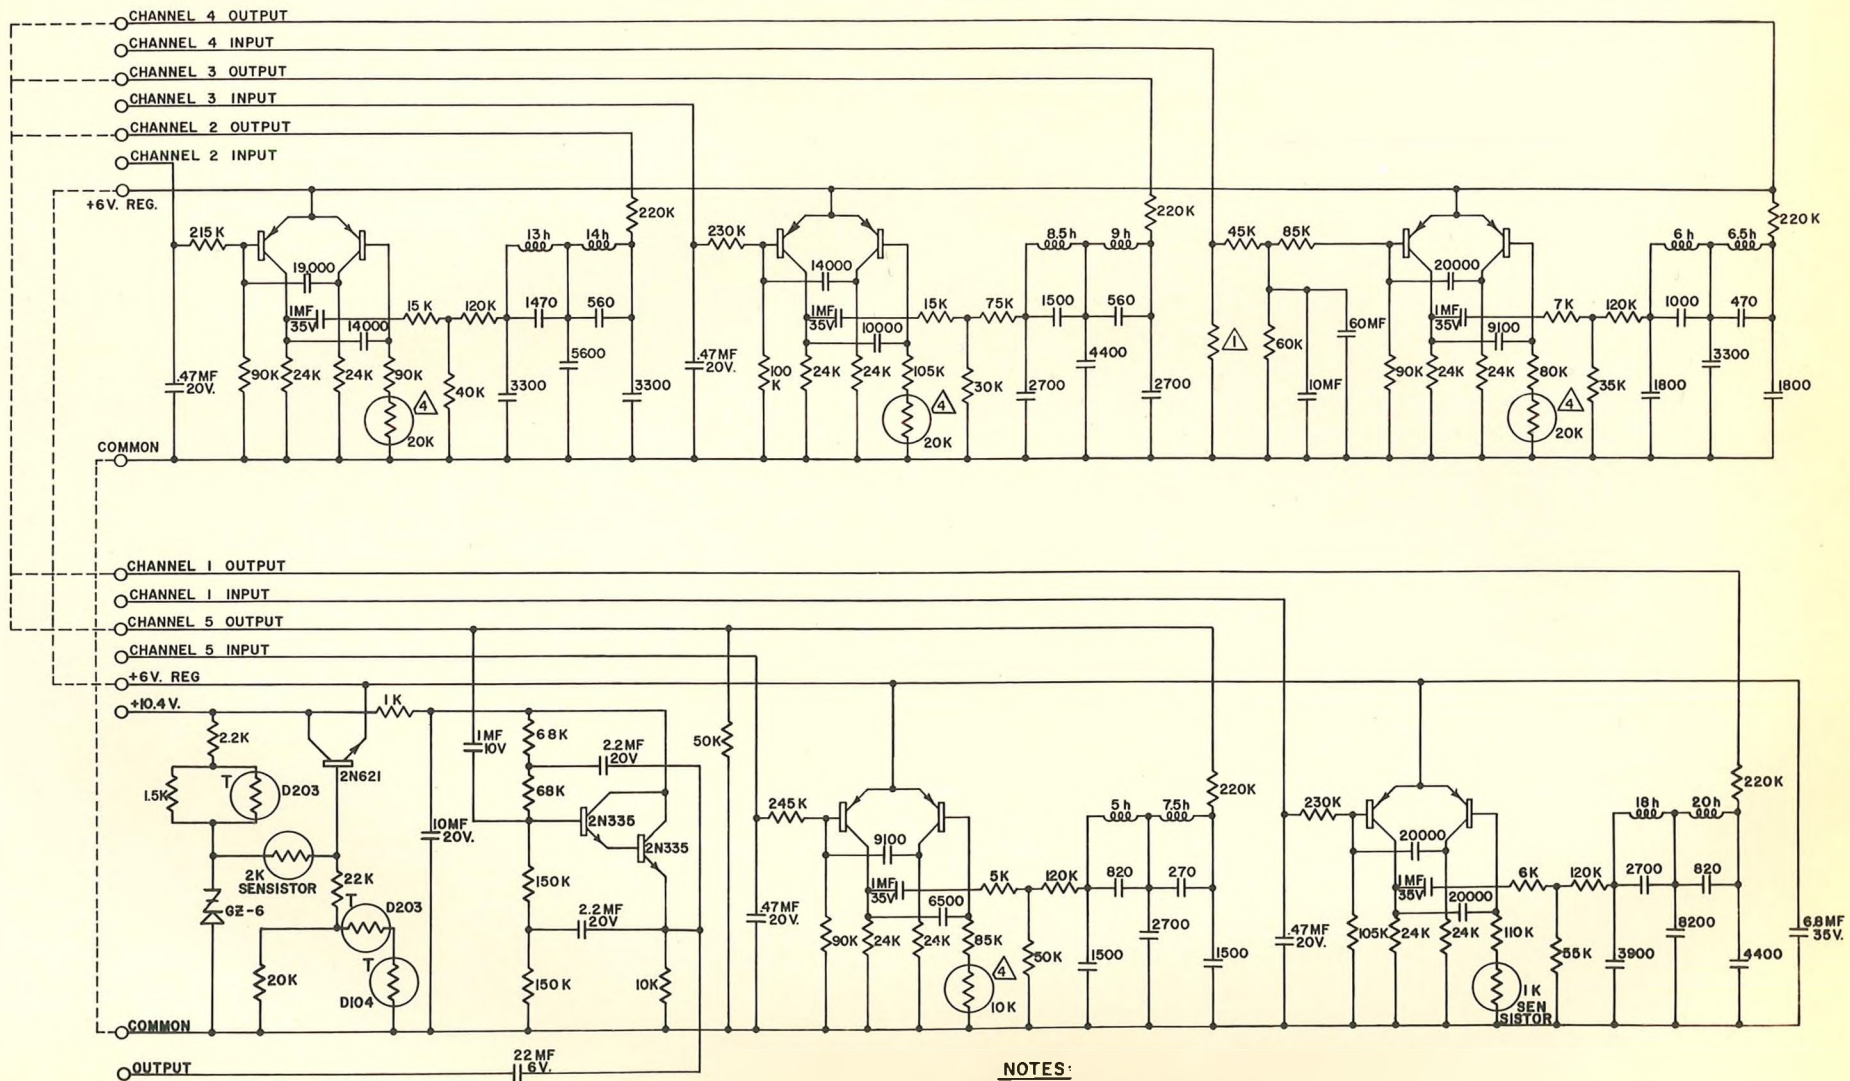 CHANNEL 4 OUTPUT
CHANNEL 4 INPUT
CHANNEL 3 OUTPUT
CHANNEL 3 INPUT
CHANNEL 2 OUTPUT
CHANNEL 2 INPUT
+6V. REG.
215K
13h
14h
220K
230K
8.5h
9h
220K
45K
85K
6h
6.5h
220K
19,000
1MF
35V
14000
15K
120K
1470
560
5600
.47MF
20V.
90K
24K
24K
90K
4
20K
40K
3300
3300
14000
1MF
35V
10000
15K
75K
1500
560
4400
.47MF
20V.
100
K
24K
24K
105K
4
20K
30K
2700
2700
1
60K
60MF
10MF
20000
1MF
35V
9100
7K
120K
1000
470
3300
90K
24K
24K
80K
4
20K
35K
1800
1800
COMMON
CHANNEL 1 OUTPUT
CHANNEL 1 INPUT
CHANNEL 5 OUTPUT
CHANNEL 5 INPUT
+6V. REG
+10.4V.
1K
2.2K
1.5K
T
D203
2N621
2K
SENSISTOR
22K
GZ-6
T
D203
T
D104
20K
10MF
20V.
1MF
10V
68K
68K
2.2MF
20V
2N335
2N335
150K
2.2MF
20V
150K
10K
50K
245K
.47MF
20V.
9100
1MF
35V
6500
90K
24K
24K
85K
4
10K
5K
120K
50K
5h
7.5h
220K
820
270
2700
1500
1500
230K
.47MF
20V.
20000
1MF
35V
20000
105K
24K
24K
110K
1K
SEN
SISTOR
6K
120K
55K
18h
20h
220K
2700
820
8200
3900
4400
6.8MF
35V.
COMMON
OUTPUT
22MF
6V.
NOTES: